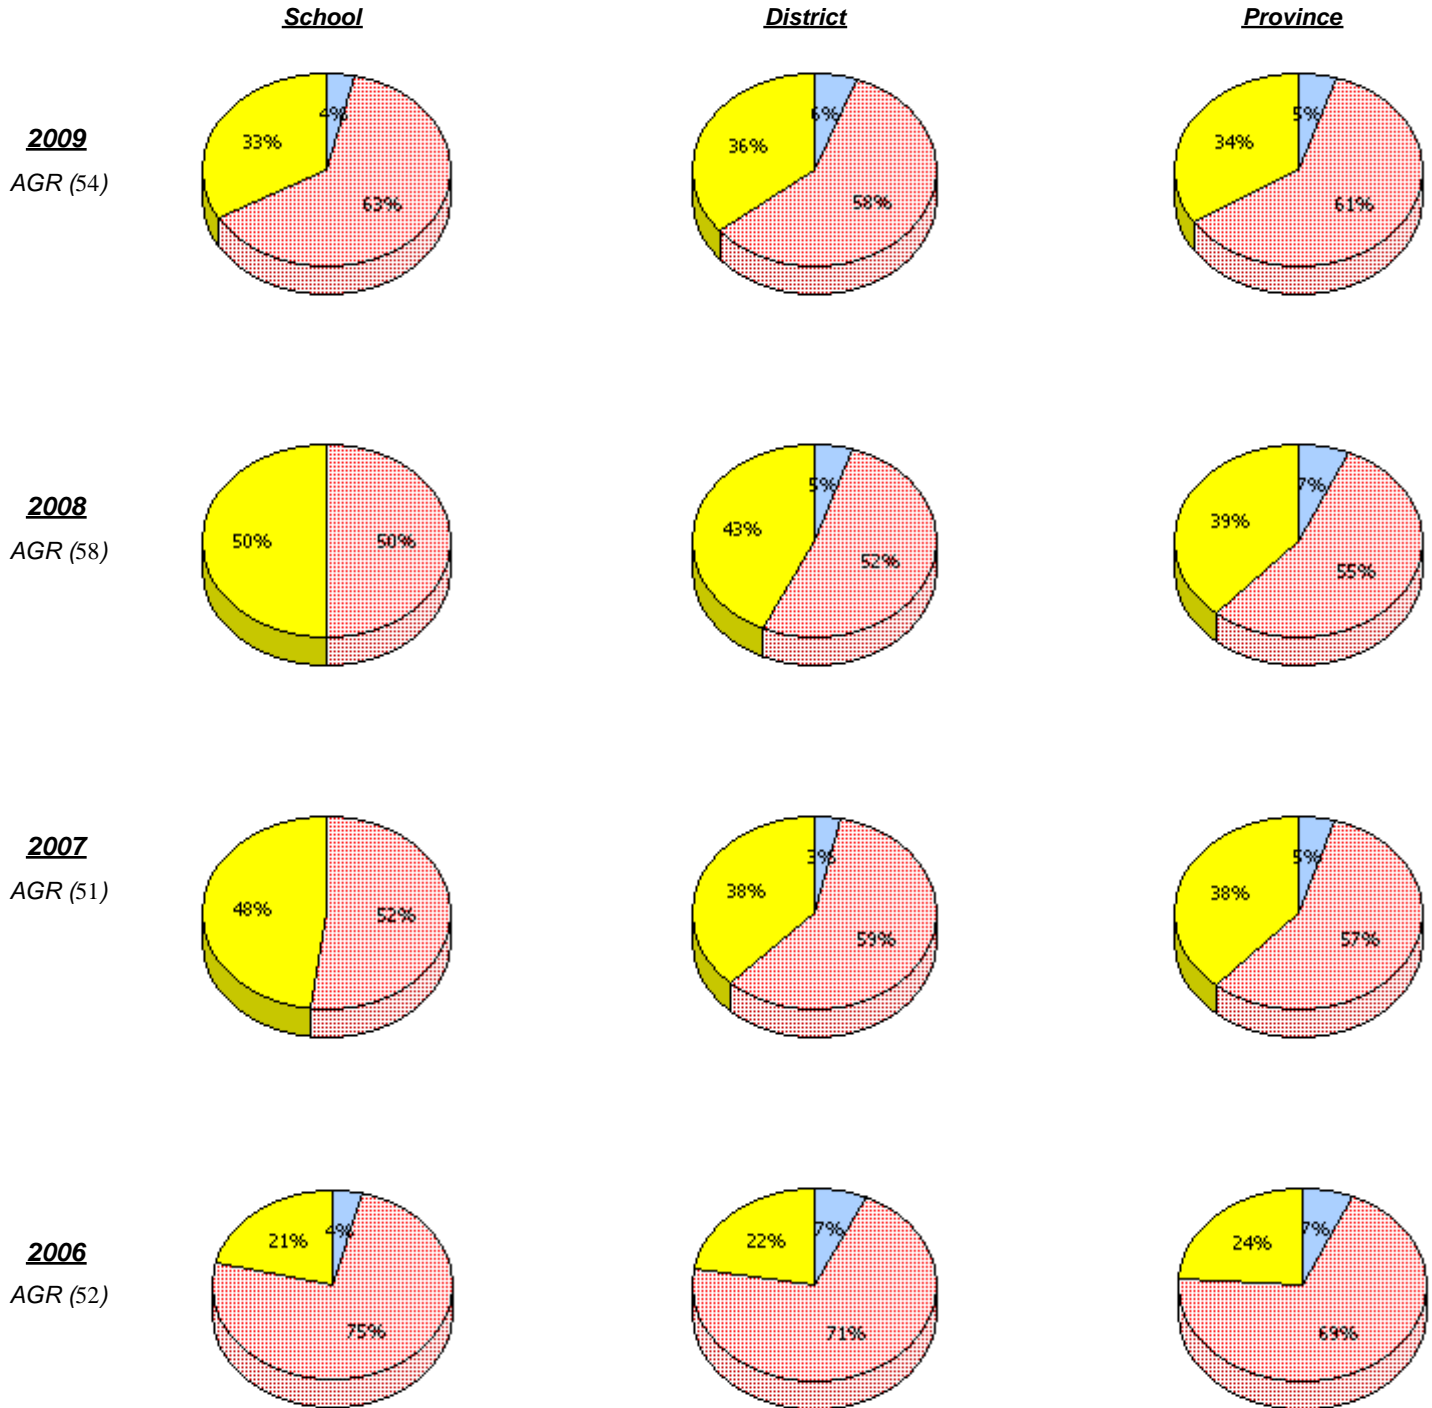 School District Province
2009
AGR (54)
33% 4% 63%
36% 6% 58%
34% 5% 61%
2008
AGR (58)
50% 50%
43% 5% 52%
39% 7% 55%
2007
AGR (51)
48% 52%
38% 3% 59%
38% 5% 57%
2006
AGR (52)
21% 4% 75%
22% 7% 71%
24% 7% 69%